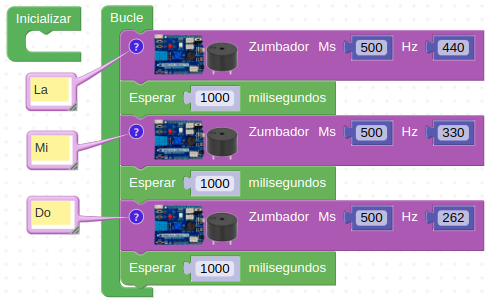 Inicializar
Bucle
? Zumbador Ms 500 Hz 440
La
Esperar 1000 milisegundos
? Zumbador Ms 500 Hz 330
Mi
Esperar 1000 milisegundos
? Zumbador Ms 500 Hz 262
Do
Esperar 1000 milisegundos